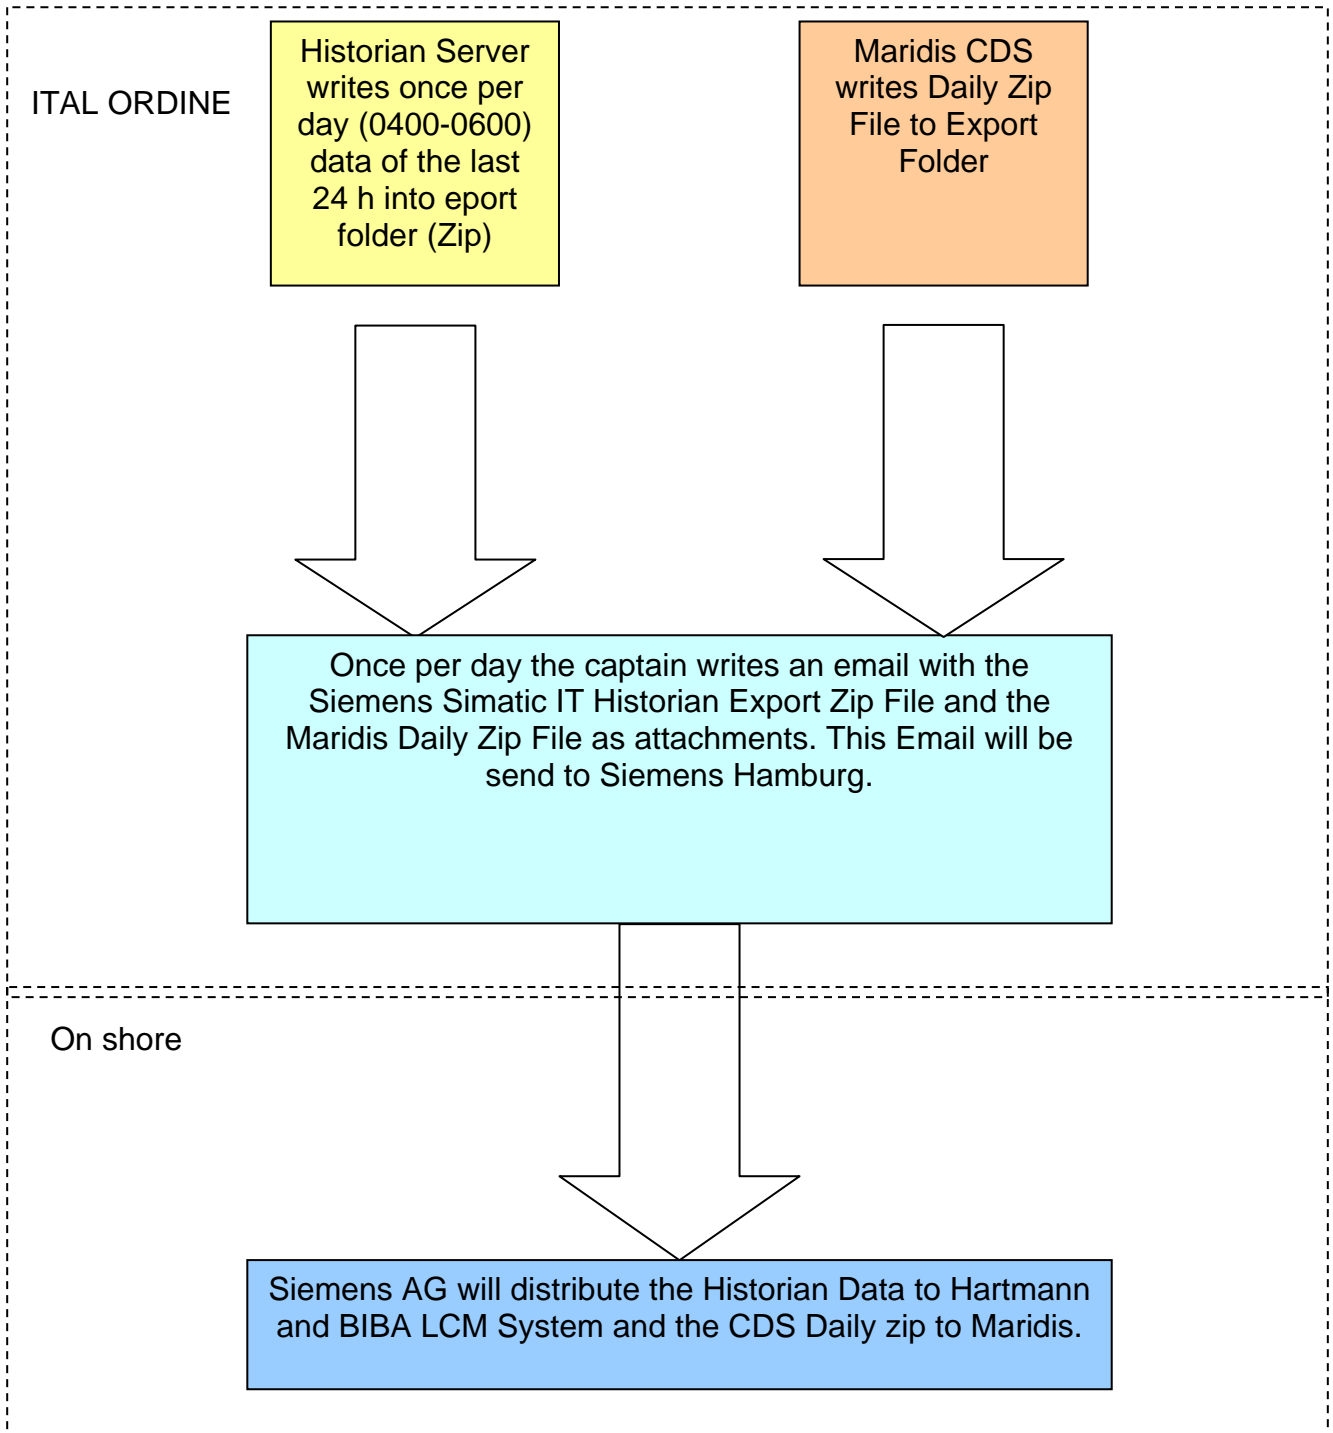 ITAL ORDINE
Historian Server
writes once per
day (0400-0600)
data of the last
24 h into eport
folder (Zip)
Maridis CDS
writes Daily Zip
File to Export
Folder
Once per day the captain writes an email with the
Siemens Simatic IT Historian Export Zip File and the
Maridis Daily Zip File as attachments. This Email will be
send to Siemens Hamburg.
On shore
Siemens AG will distribute the Historian Data to Hartmann
and BIBA LCM System and the CDS Daily zip to Maridis.